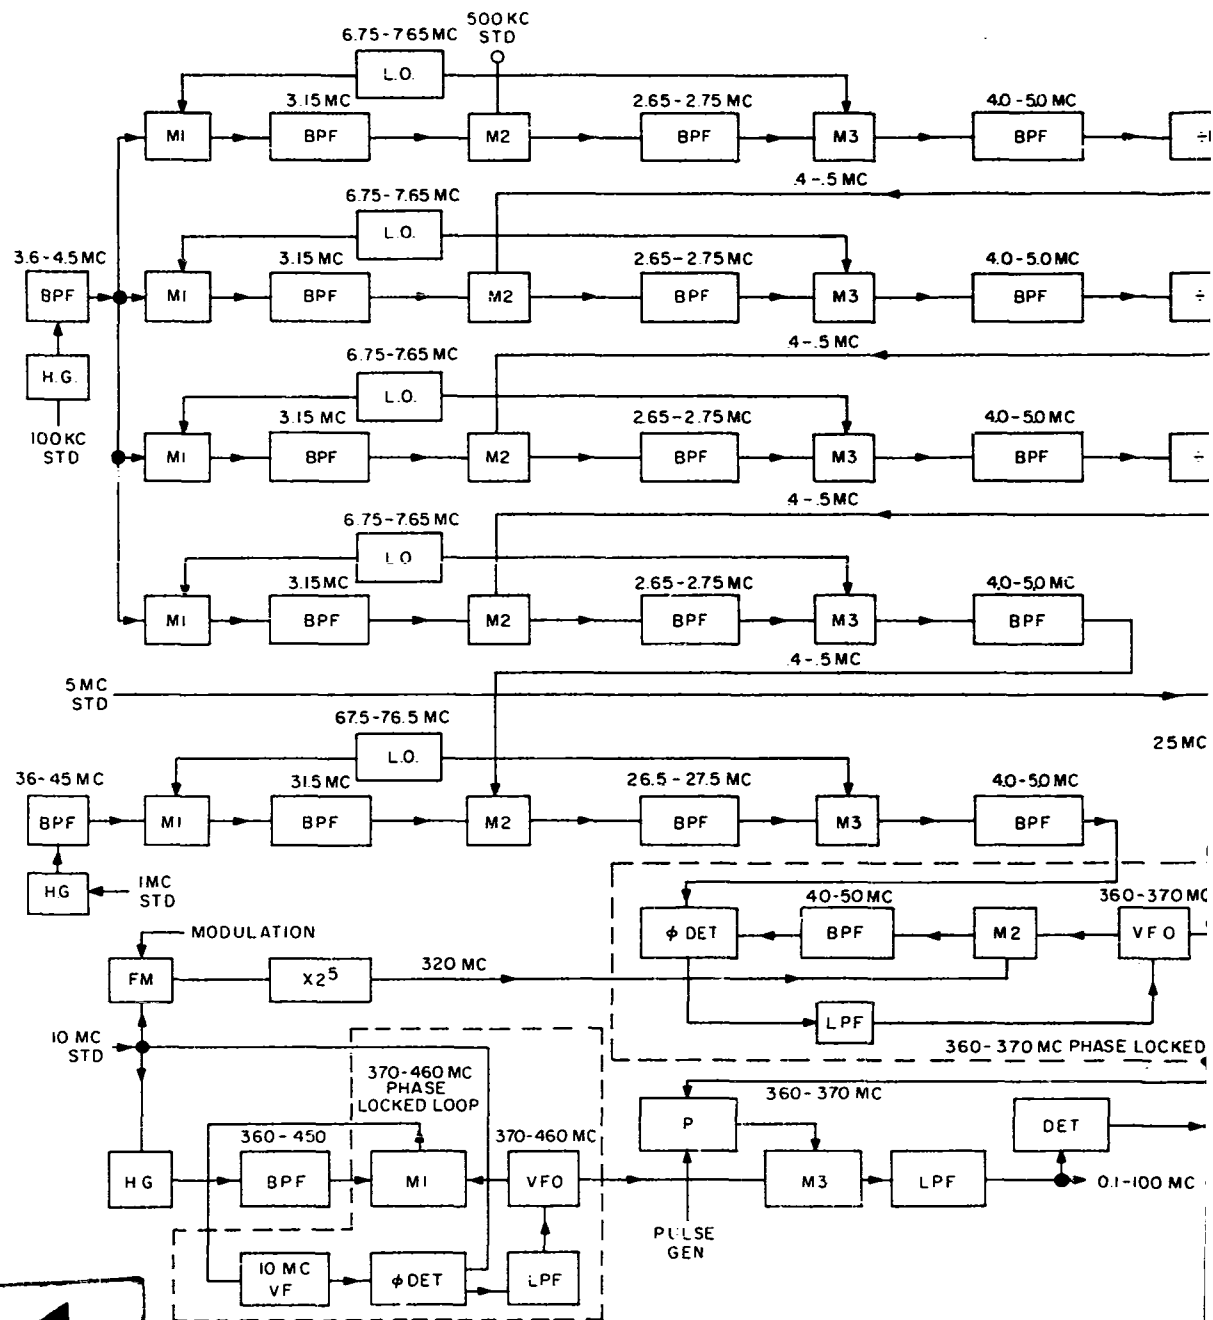 500 KC
STD
6.75-7.65 MC
L.O.
3.15 MC
2.65-2.75 MC
4.0-5.0 MC
M1
BPF
M2
BPF
M3
BPF
.4-.5 MC
6.75-7.65 MC
L.O.
3.6-4.5 MC
3.15 MC
2.65-2.75 MC
4.0-5.0 MC
BPF
M1
BPF
M2
BPF
M3
BPF
÷
.4-.5 MC
6.75-7.65 MC
H.G.
L.O.
3.15 MC
2.65-2.75 MC
4.0-5.0 MC
100KC
STD
M1
BPF
M2
BPF
M3
BPF
÷
.4-.5 MC
6.75-7.65 MC
L.O
3.15 MC
2.65-2.75 MC
4.0-5.0 MC
M1
BPF
M2
BPF
M3
BPF
.4-.5 MC
5 MC
STD
67.5-76.5 MC
L.O.
25 MC
36-45 MC
31.5 MC
26.5-27.5 MC
4.0-5.0 MC
BPF
M1
BPF
M2
BPF
M3
BPF
HG
1MC
STD
40-50 MC
360-370 MC
φ DET
BPF
M2
VFO
MODULATION
FM
X2⁵
320 MC
LPF
10 MC
STD
360-370 MC PHASE LOCKED
370-460 MC
PHASE
LOCKED LOOP
360-370 MC
P
DET
360-450
370-460 MC
HG
BPF
M1
VFO
M3
LPF
0.1-100 MC
PULSE
GEN
10 MC
VF
φ DET
LPF